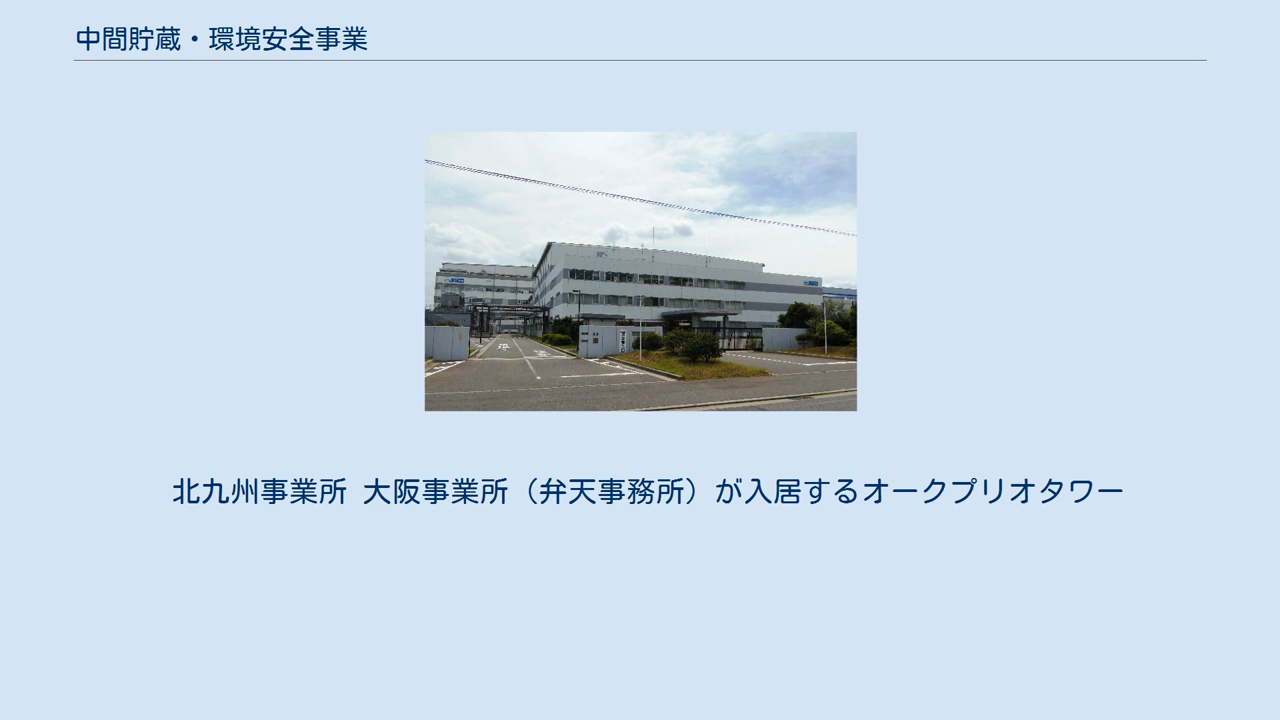 中間貯蔵・環境安全事業
北九州事業所 大阪事業所（弁天事務所）が入居するオークプリオタワー